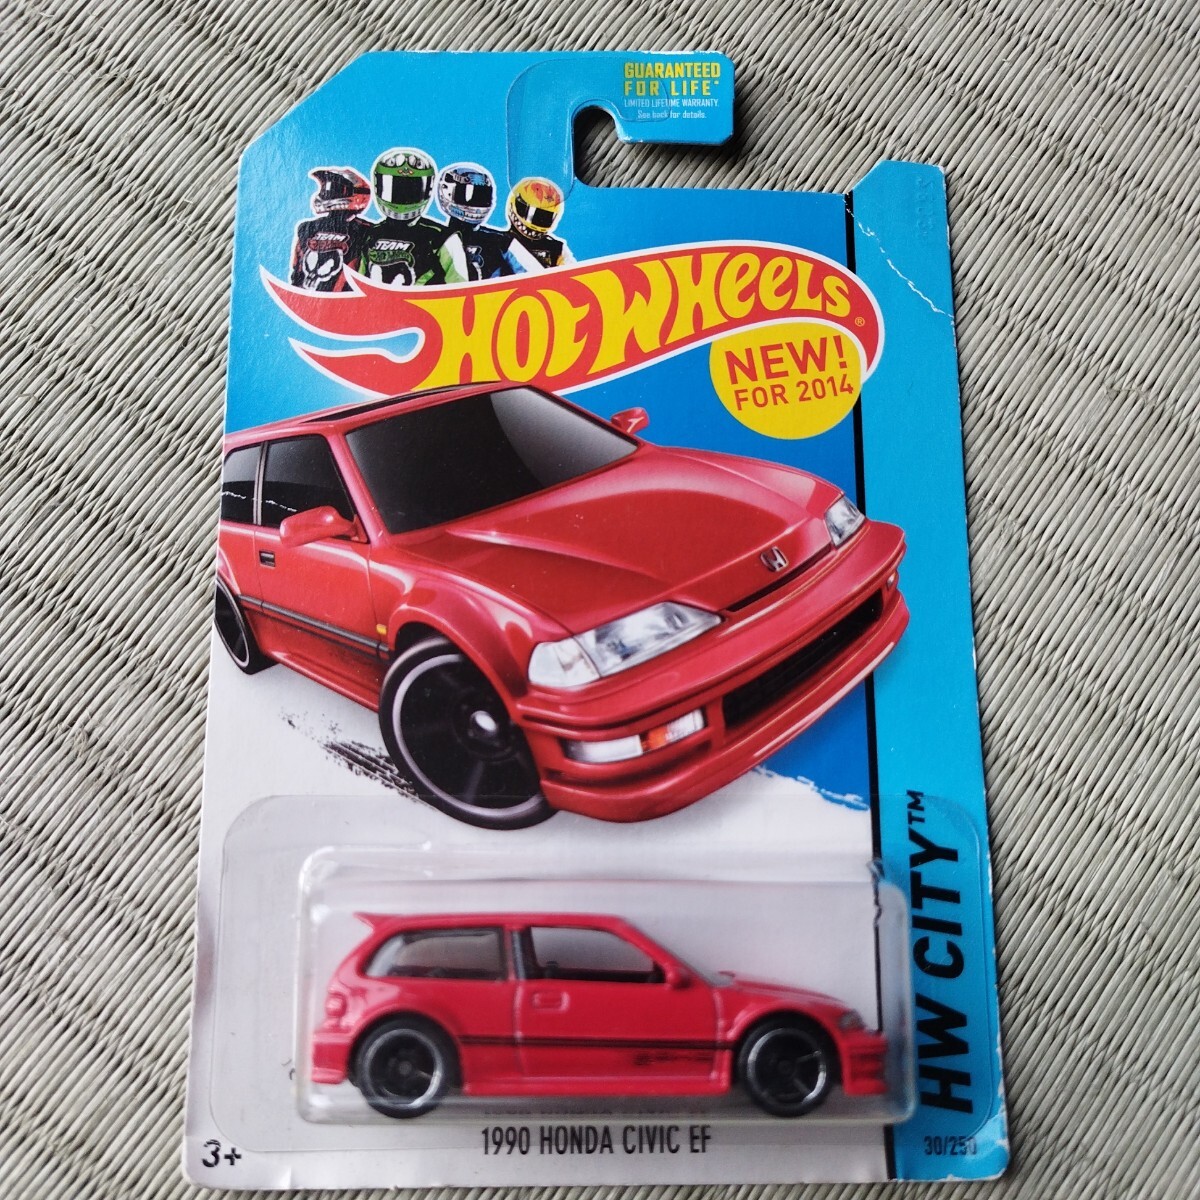 GUARANTEED
FOR LIFE*
LIMITED LIFETIME WARRANTY.
See back for details.
TEAM
TEAM
HOT WHEELS®
NEW!
FOR 2014
HW CITY™
1990 HONDA CIVIC EF
3+
30/250